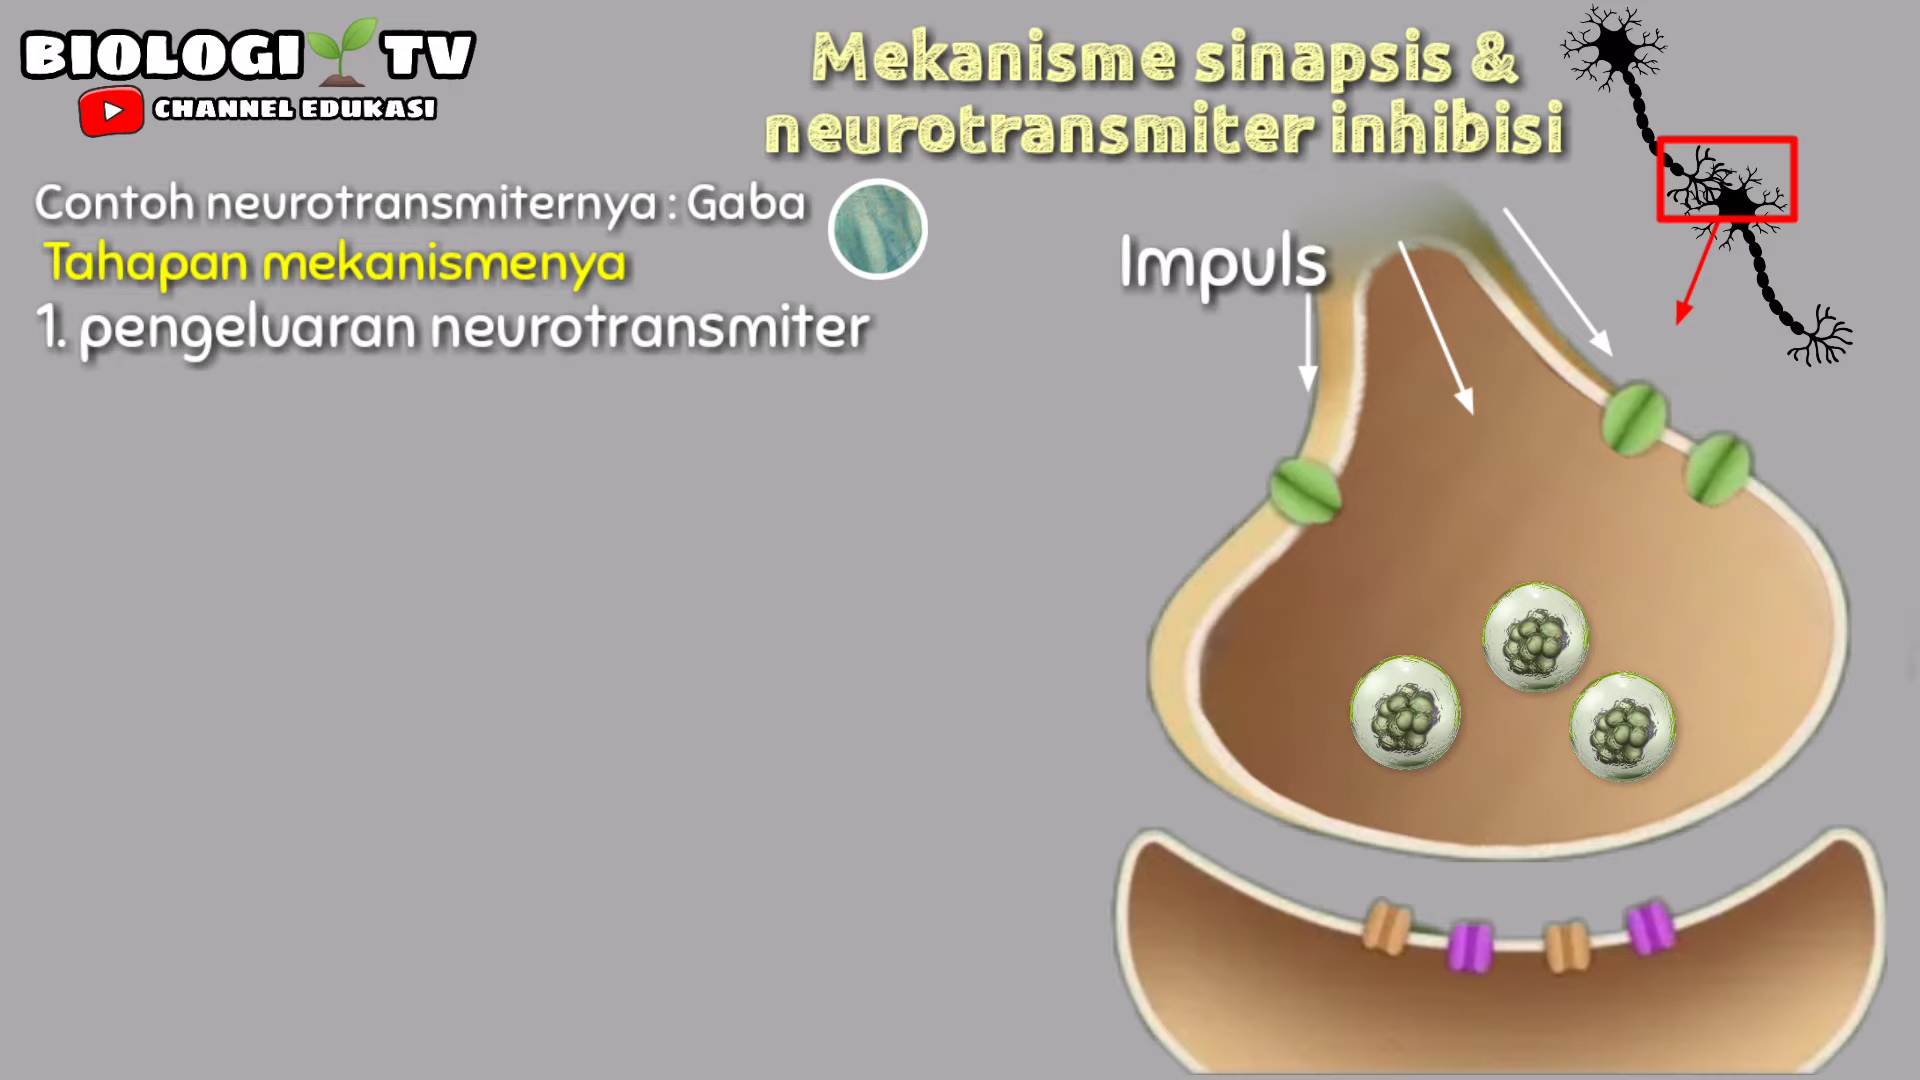 BIOLOGI TV
CHANNEL EDUKASI
Mekanisme sinapsis &
neurotransmiter inhibisi
Contoh neurotransmiternya : Gaba
Tahapan mekanismenya
1. pengeluaran neurotransmiter
Impuls